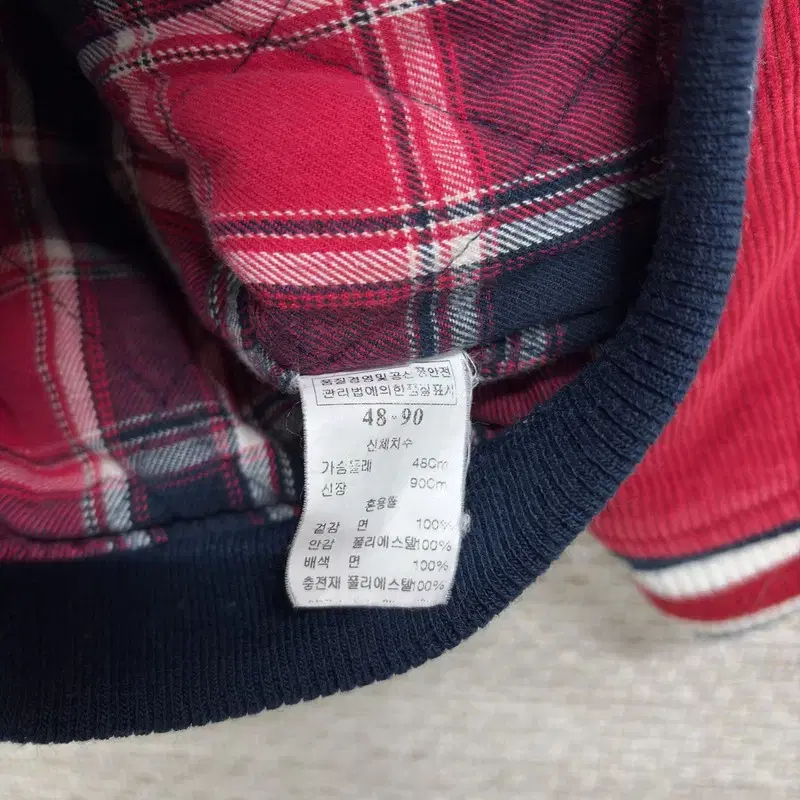 품질경영및공산품안전
관리법에의한품질표시
48-90
신체치수
가슴둘레 48Cm
신장 90Cm
혼용율
겉감 면 100%
안감 폴리에스텔100%
배색 면 100%
충전재 폴리에스텔100%